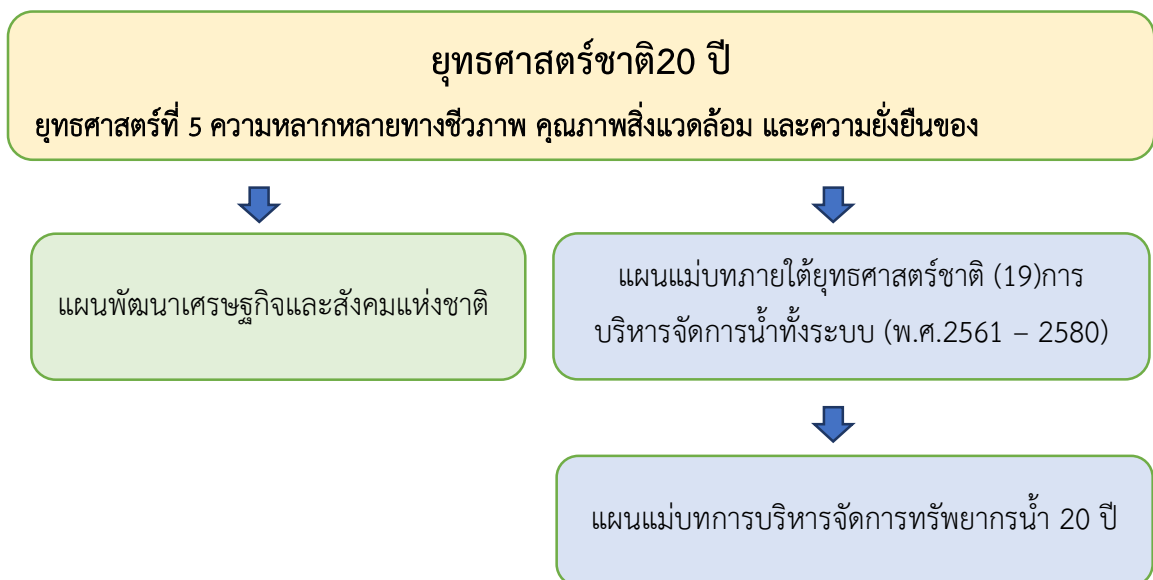 ยุทธศาสตร์ชาติ20 ปี
ยุทธศาสตร์ที่ 5 ความหลากหลายทางชีวภาพ คุณภาพสิ่งแวดล้อม และความยั่งยืนของ
แผนพัฒนาเศรษฐกิจและสังคมแห่งชาติ
แผนแม่บทภายใต้ยุทธศาสตร์ชาติ (19)การ
บริหารจัดการน้ำทั้งระบบ (พ.ศ.2561 – 2580)
แผนแม่บทการบริหารจัดการทรัพยากรน้ำ 20 ปี